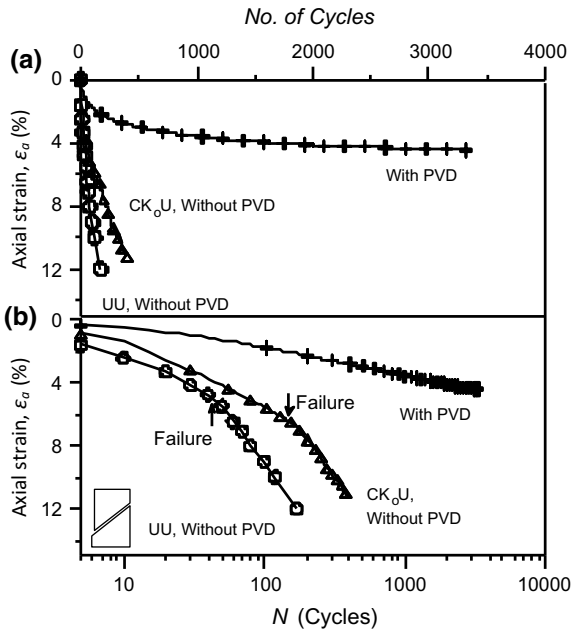 No. of Cycles
0 1000 2000 3000 4000
(a)
0
4
8
12
Axial strain, εa (%)
With PVD
CKoU, Without PVD
UU, Without PVD
(b)
0
4
8
12
Axial strain, εa (%)
With PVD
Failure
Failure
CKoU,
Without PVD
UU, Without PVD
10 100 1000 10000
N (Cycles)